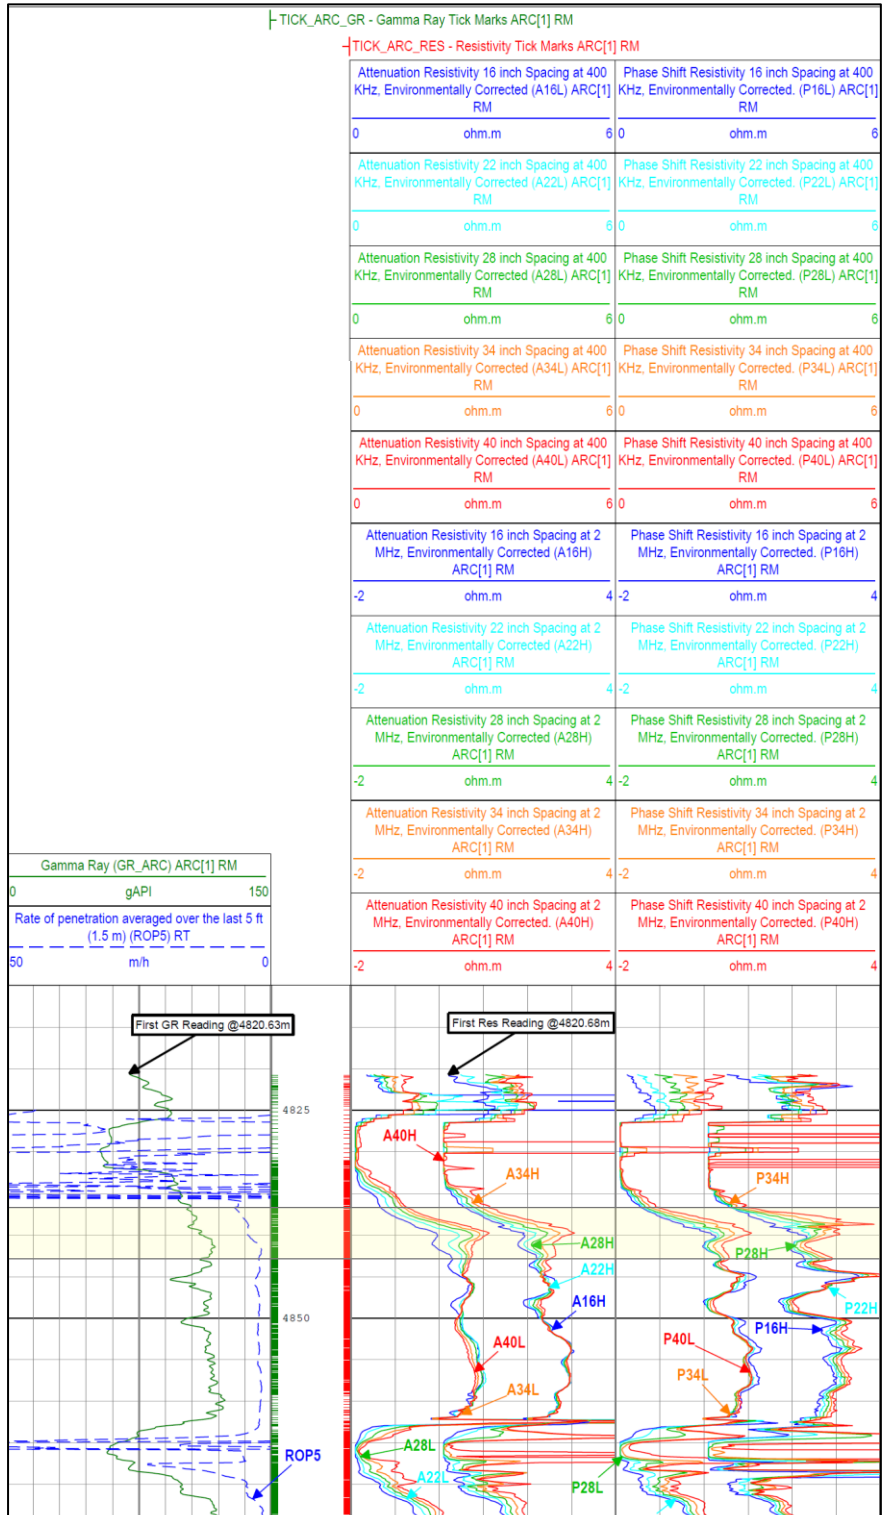 TICK_ARC_GR - Gamma Ray Tick Marks ARC[1] RM
TICK_ARC_RES - Resistivity Tick Marks ARC[1] RM
Attenuation Resistivity 16 inch Spacing at 400
KHz, Environmentally Corrected (A16L) ARC[1]
RM
0 ohm.m 6
Phase Shift Resistivity 16 inch Spacing at 400
KHz, Environmentally Corrected. (P16L) ARC[1]
RM
0 ohm.m 6
Attenuation Resistivity 22 inch Spacing at 400
KHz, Environmentally Corrected (A22L) ARC[1]
RM
0 ohm.m 6
Phase Shift Resistivity 22 inch Spacing at 400
KHz, Environmentally Corrected. (P22L) ARC[1]
RM
0 ohm.m 6
Attenuation Resistivity 28 inch Spacing at 400
KHz, Environmentally Corrected (A28L) ARC[1]
RM
0 ohm.m 6
Phase Shift Resistivity 28 inch Spacing at 400
KHz, Environmentally Corrected. (P28L) ARC[1]
RM
0 ohm.m 6
Attenuation Resistivity 34 inch Spacing at 400
KHz, Environmentally Corrected (A34L) ARC[1]
RM
0 ohm.m 6
Phase Shift Resistivity 34 inch Spacing at 400
KHz, Environmentally Corrected. (P34L) ARC[1]
RM
0 ohm.m 6
Attenuation Resistivity 40 inch Spacing at 400
KHz, Environmentally Corrected (A40L) ARC[1]
RM
0 ohm.m 6
Phase Shift Resistivity 40 inch Spacing at 400
KHz, Environmentally Corrected. (P40L) ARC[1]
RM
0 ohm.m 6
Attenuation Resistivity 16 inch Spacing at 2
MHz, Environmentally Corrected (A16H)
ARC[1] RM
-2 ohm.m 4
Phase Shift Resistivity 16 inch Spacing at 2
MHz, Environmentally Corrected. (P16H)
ARC[1] RM
-2 ohm.m 4
Attenuation Resistivity 22 inch Spacing at 2
MHz, Environmentally Corrected (A22H)
ARC[1] RM
-2 ohm.m 4
Phase Shift Resistivity 22 inch Spacing at 2
MHz, Environmentally Corrected. (P22H)
ARC[1] RM
-2 ohm.m 4
Attenuation Resistivity 28 inch Spacing at 2
MHz, Environmentally Corrected (A28H)
ARC[1] RM
-2 ohm.m 4
Phase Shift Resistivity 28 inch Spacing at 2
MHz, Environmentally Corrected. (P28H)
ARC[1] RM
-2 ohm.m 4
Attenuation Resistivity 34 inch Spacing at 2
MHz, Environmentally Corrected (A34H)
ARC[1] RM
-2 ohm.m 4
Phase Shift Resistivity 34 inch Spacing at 2
MHz, Environmentally Corrected. (P34H)
ARC[1] RM
-2 ohm.m 4
Gamma Ray (GR_ARC) ARC[1] RM
0 gAPI 150
Rate of penetration averaged over the last 5 ft
(1.5 m) (ROP5) RT
50 m/h 0
Attenuation Resistivity 40 inch Spacing at 2
MHz, Environmentally Corrected. (A40H)
ARC[1] RM
-2 ohm.m 4
Phase Shift Resistivity 40 inch Spacing at 2
MHz, Environmentally Corrected. (P40H)
ARC[1] RM
-2 ohm.m 4
First GR Reading @4820.63m
First Res Reading @4820.68m
4825
A40H
A34H
P34H
A28H
P28H
A22H
P22H
A16H
4850
P16H
A40L
P40L
A34L
P34L
A28L
ROP5
A22L
P28L